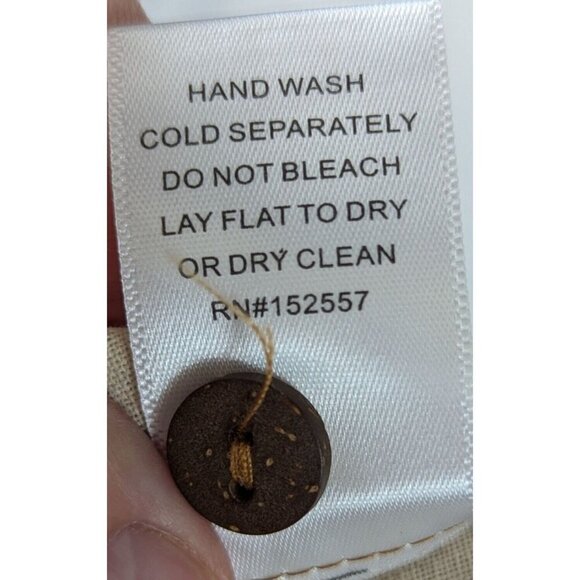 HAND WASH
COLD SEPARATELY
DO NOT BLEACH
LAY FLAT TO DRY
OR DRY CLEAN
RN#152557